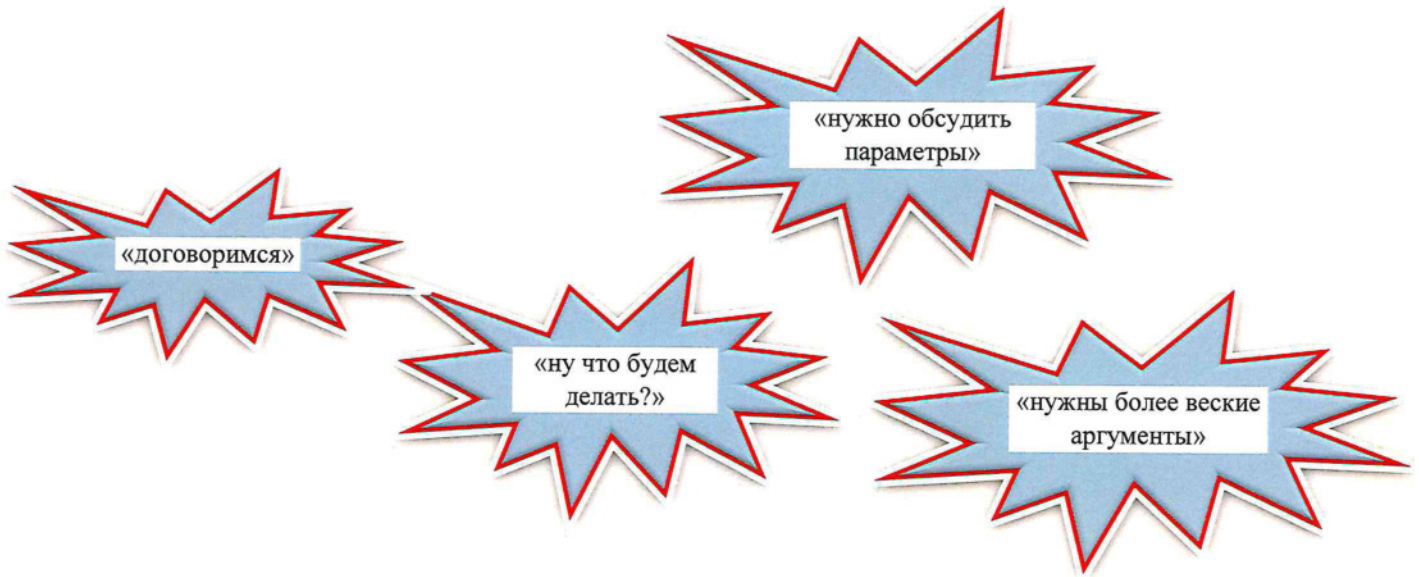 «нужно обсудить
параметры»
«договоримся»
«ну что будем
делать?»
«нужны более веские
аргументы»